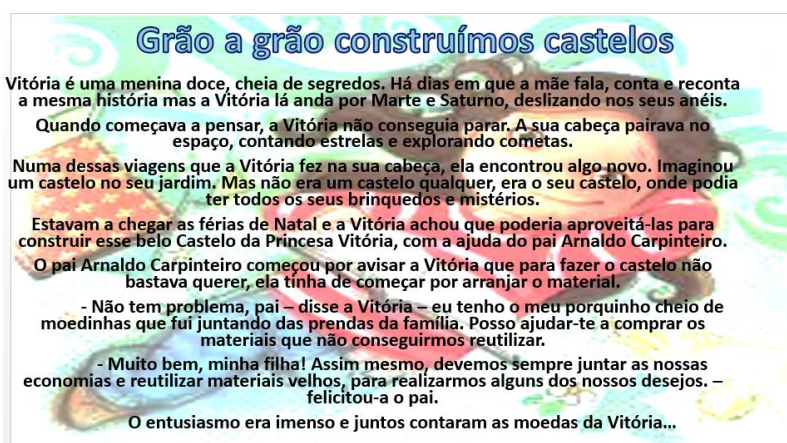 Grão a grão construímos castelos
Vitória é uma menina doce, cheia de segredos. Há dias em que a mãe fala, conta e reconta
a mesma história mas a Vitória lá anda por Marte e Saturno, deslizando nos seus anéis.
Quando começava a pensar, a Vitória não conseguia parar. A sua cabeça pairava no
espaço, contando estrelas e explorando cometas.
Numa dessas viagens que a Vitória fez na sua cabeça, ela encontrou algo novo. Imaginou
um castelo no seu jardim. Mas não era um castelo qualquer, era o seu castelo, onde podia
ter todos os seus brinquedos e mistérios.
Estavam a chegar as férias de Natal e a Vitória achou que poderia aproveitá-las para
construir esse belo Castelo da Princesa Vitória, com a ajuda do pai Arnaldo Carpinteiro.
O pai Arnaldo Carpinteiro começou por avisar a Vitória que para fazer o castelo não
bastava querer, ela tinha de começar por arranjar o material.
- Não tem problema, pai – disse a Vitória – eu tenho o meu porquinho cheio de
moedinhas que fui juntando das prendas da família. Posso ajudar-te a comprar os
materiais que não conseguirmos reutilizar.
- Muito bem, minha filha! Assim mesmo, devemos sempre juntar as nossas
economias e reutilizar materiais velhos, para realizarmos alguns dos nossos desejos. –
felicitou-a o pai.
O entusiasmo era imenso e juntos contaram as moedas da Vitória...